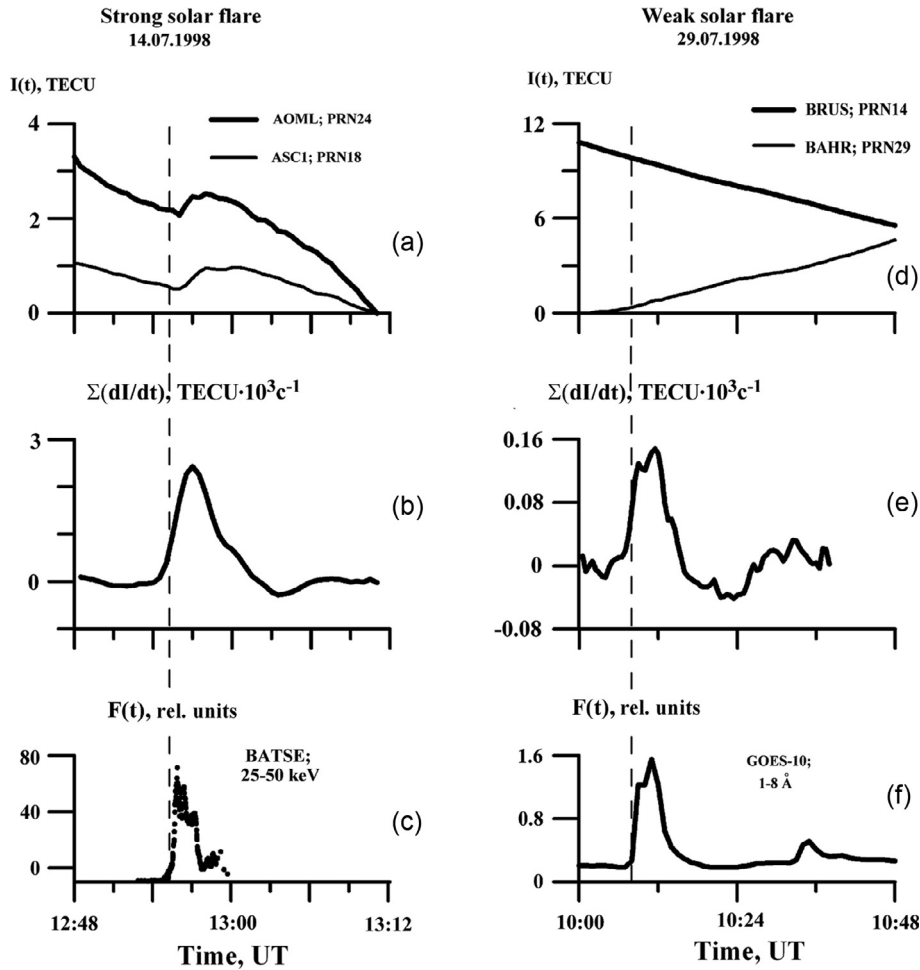 Strong solar flare
14.07.1998
I(t), TECU
AOML; PRN24
ASC1; PRN18
4
2
0
(a)
Σ(dI/dt), TECU·10³c⁻¹
3
0
(b)
F(t), rel. units
BATSE;
25-50 keV
80
40
0
(c)
12:48 13:00 13:12
Time, UT
Weak solar flare
29.07.1998
I(t), TECU
BRUS; PRN14
BAHR; PRN29
12
6
0
(d)
Σ(dI/dt), TECU·10³c⁻¹
0.16
0.08
0
-0.08
(e)
F(t), rel. units
GOES-10;
1-8 Å
1.6
0.8
0
(f)
10:00 10:24 10:48
Time, UT